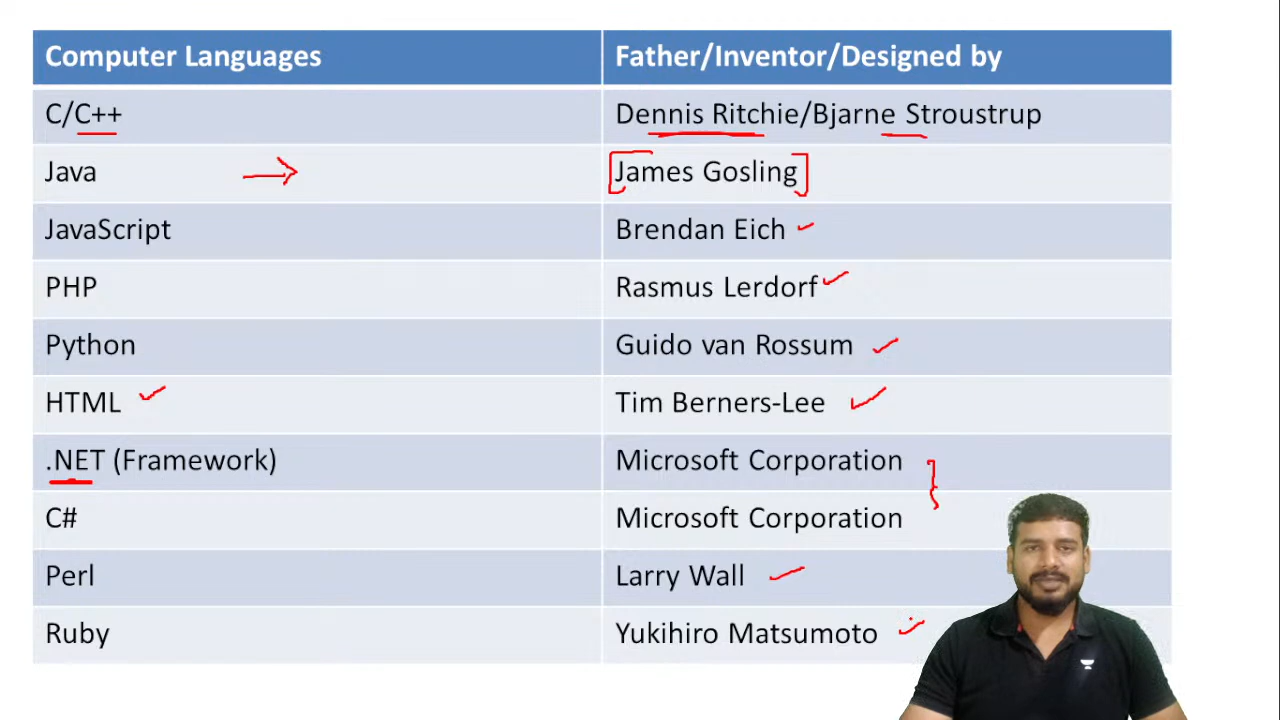 Computer Languages Father/Inventor/Designed by
C/C++ Dennis Ritchie/Bjarne Stroustrup
Java James Gosling
JavaScript Brendan Eich
PHP Rasmus Lerdorf
Python Guido van Rossum
HTML Tim Berners-Lee
.NET (Framework) Microsoft Corporation
C# Microsoft Corporation
Perl Larry Wall
Ruby Yukihiro Matsumoto